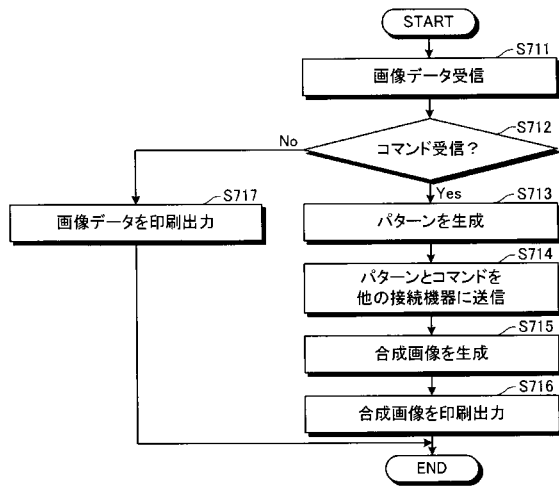 START
S711
画像データ受信
S712
コマンド受信?
No
Yes
S717
画像データを印刷出力
S713
パターンを生成
S714
パターンとコマンドを
他の接続機器に送信
S715
合成画像を生成
S716
合成画像を印刷出力
END